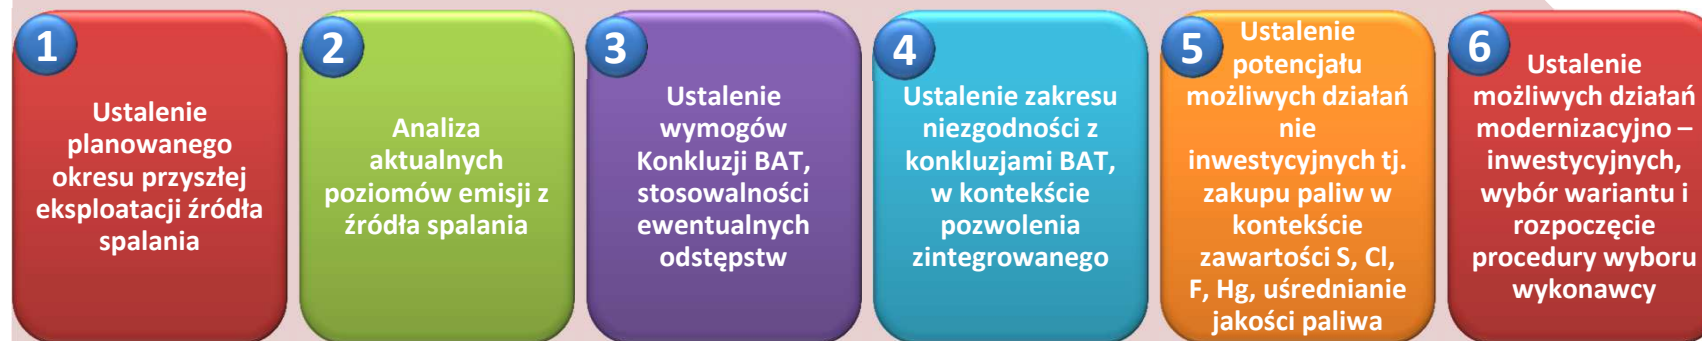 1
Ustalenie
planowanego
okresu przyszłej
eksploatacji źródła
spalania
2
Analiza
aktualnych
poziomów emisji z
źródła spalania
3
Ustalenie
wymogów
Konkluzji BAT,
stosowalności
ewentualnych
odstępstw
4
Ustalenie zakresu
niezgodności z
konkluzjami BAT,
w kontekście
pozwolenia
zintegrowanego
5
Ustalenie
potencjału
możliwych działań
nie
inwestycyjnych tj.
zakupu paliw w
kontekście
zawartości S, Cl,
F, Hg, uśrednianie
jakości paliwa
6
Ustalenie
możliwych działań
modernizacyjno –
inwestycyjnych,
wybór wariantu i
rozpoczęcie
procedury wyboru
wykonawcy